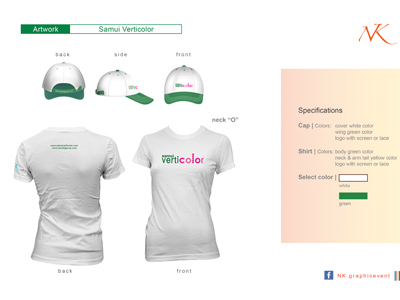 Artwork
Samui Verticolor
NK
back
side
front
verticolor
neck "O"
samui
verticolor
back
front
Specifications
Cap | Colors: cover white color
wing green color
logo with screen or lace
Shirt | Colors: body green color
neck & arm tail yellow color
logo with screen or lace
Select color |
white
green
f NK.graphicevent